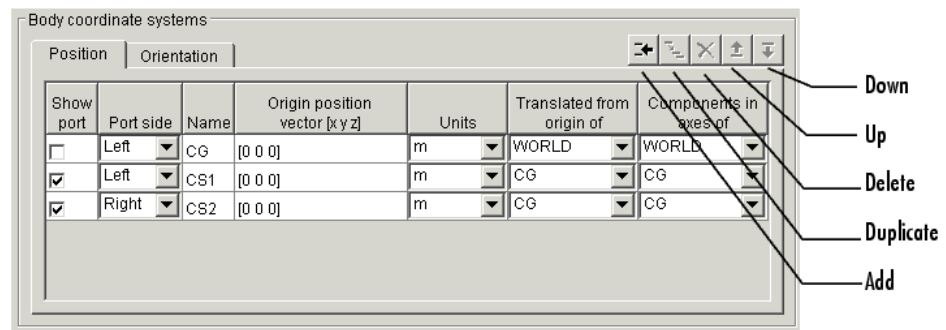 Body coordinate systems
Position Orientation
Down
Show port Port side Name Origin position vector [x y z] Units Translated from origin of Components in axes of
Up
Left CG [0 0 0] m WORLD WORLD
Left CS1 [0 0 0] m CG CG
Delete
Right CS2 [0 0 0] m CG CG
Duplicate
Add